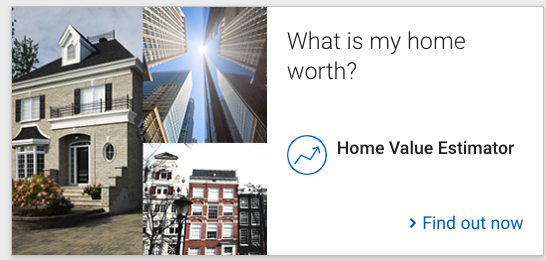 What is my home
worth?
Home Value Estimator
Find out now